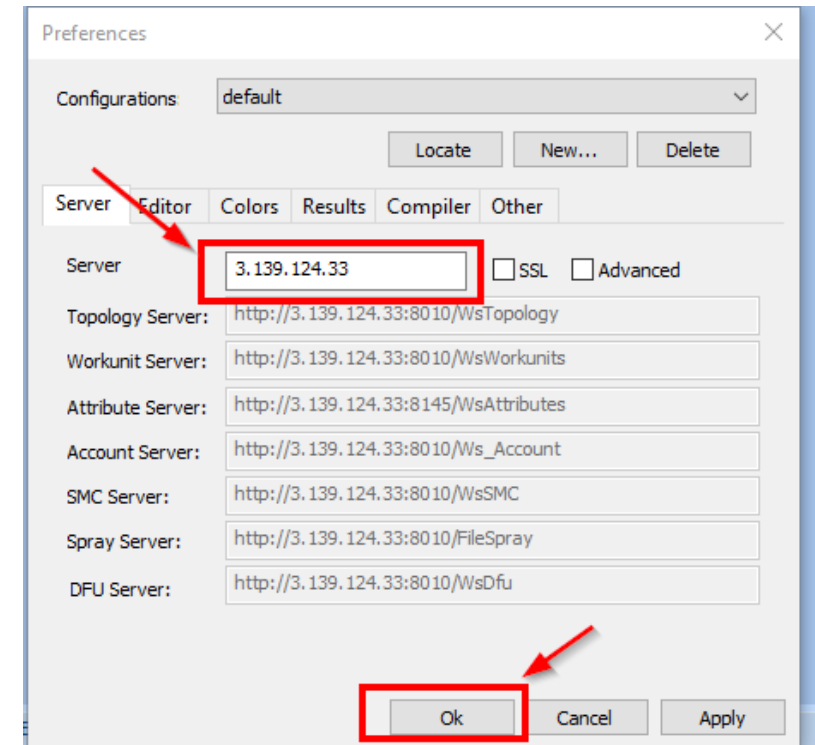 Preferences
Configurations: default
Locate New... Delete
Server Editor Colors Results Compiler Other
Server 3.139.124.33 SSL Advanced
Topology Server: http://3.139.124.33:8010/WsTopology
Workunit Server: http://3.139.124.33:8010/WsWorkunits
Attribute Server: http://3.139.124.33:8145/WsAttributes
Account Server: http://3.139.124.33:8010/Ws_Account
SMC Server: http://3.139.124.33:8010/WsSMC
Spray Server: http://3.139.124.33:8010/FileSpray
DFU Server: http://3.139.124.33:8010/WsDfu
Ok Cancel Apply